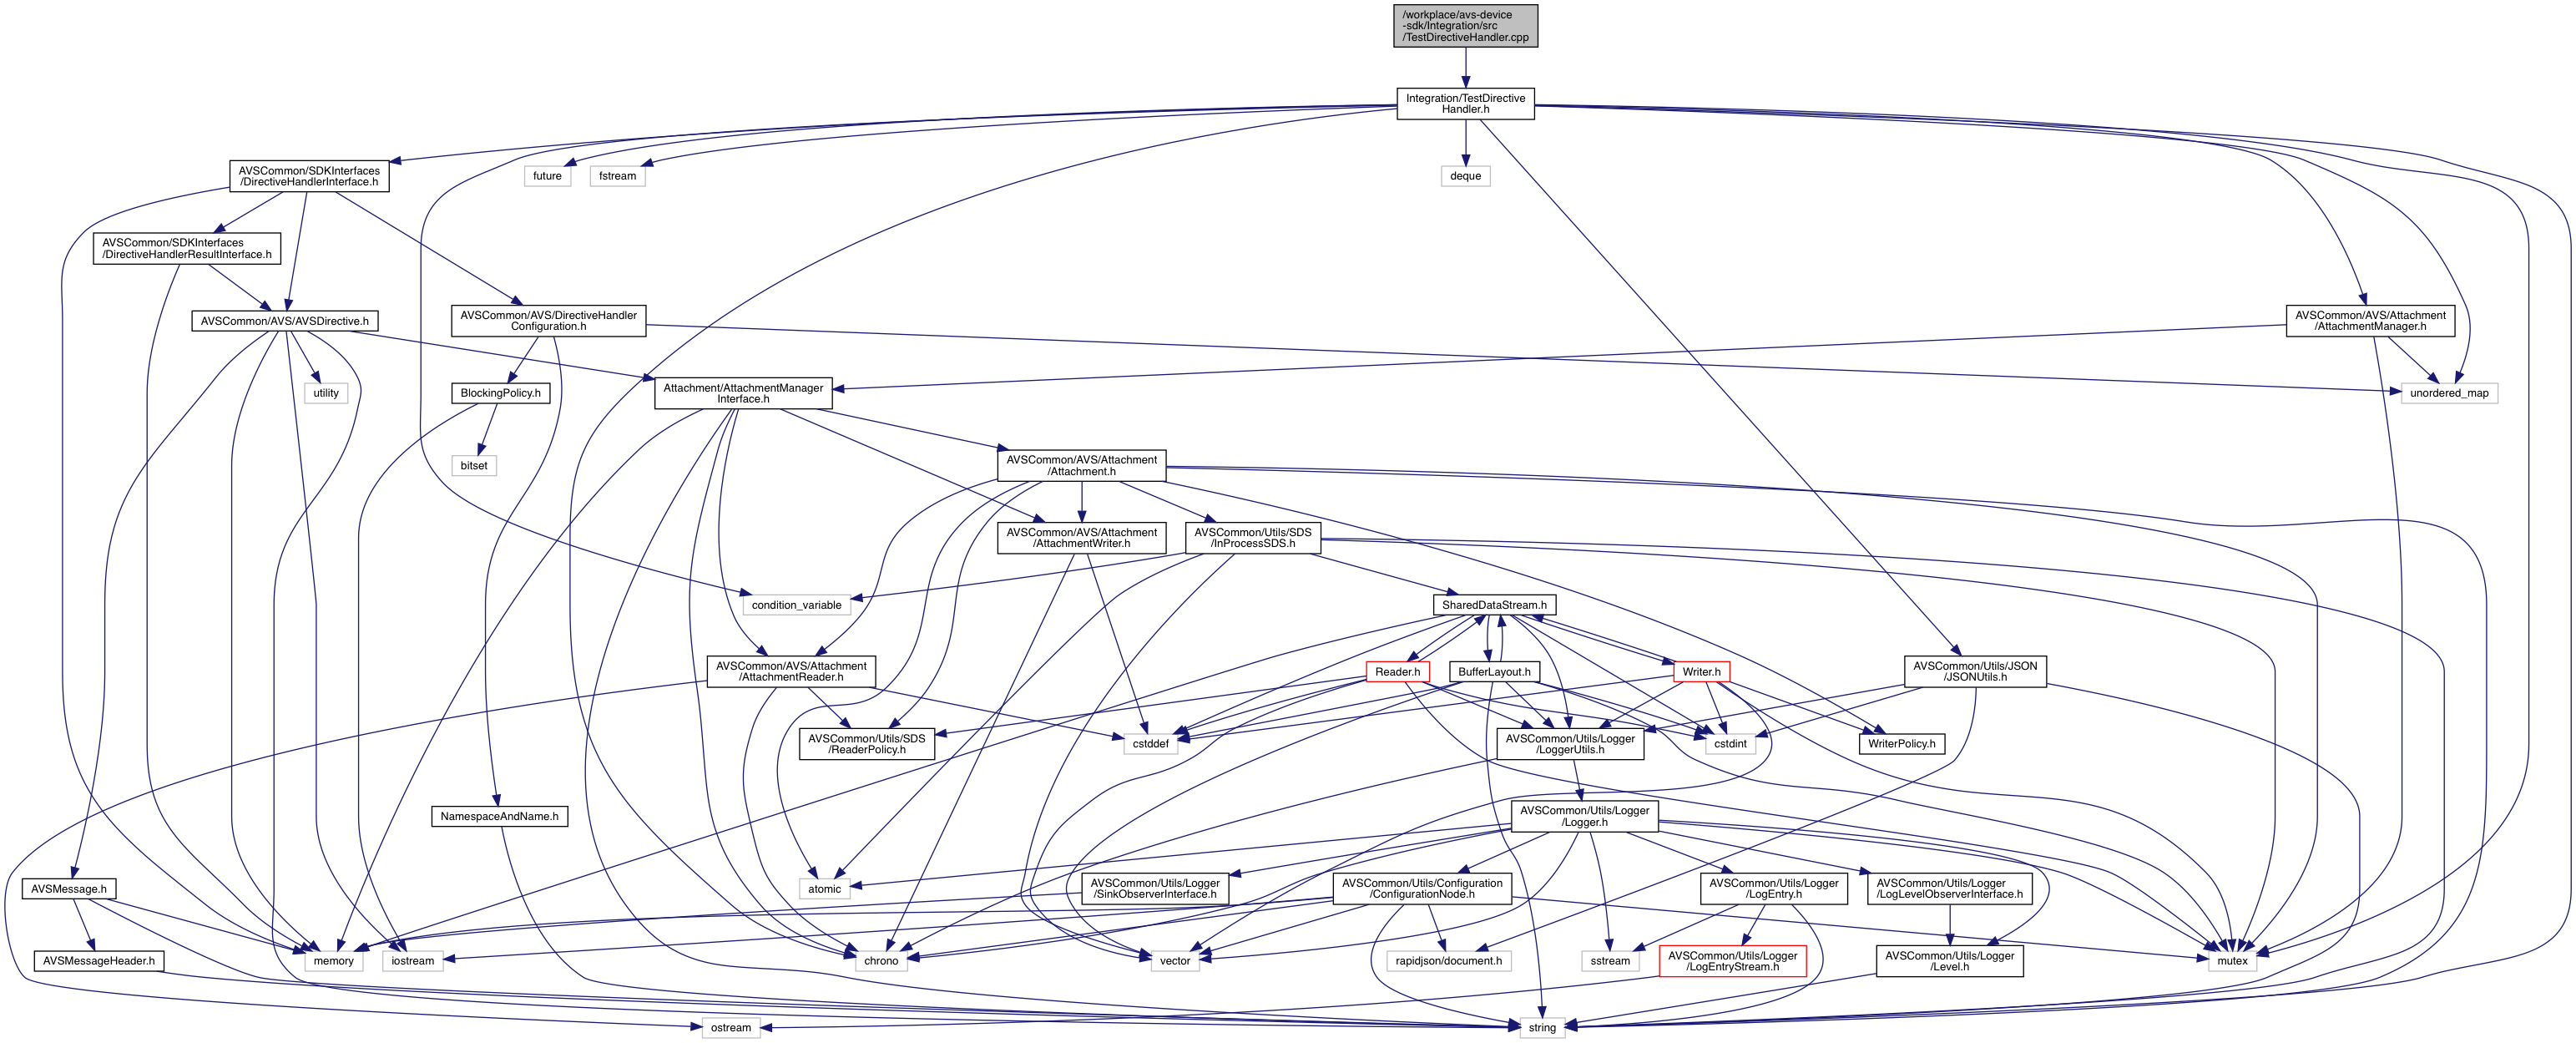 /workplace/avs-device
-sdk/Integration/src
/TestDirectiveHandler.cpp
Integration/TestDirective
Handler.h
AVSCommon/SDKInterfaces
/DirectiveHandlerInterface.h
future
fstream
deque
AVSCommon/SDKInterfaces
/DirectiveHandlerResultInterface.h
AVSCommon/AVS/AVSDirective.h
AVSCommon/AVS/DirectiveHandler
Configuration.h
AVSCommon/AVS/Attachment
/AttachmentManager.h
utility
BlockingPolicy.h
Attachment/AttachmentManager
Interface.h
unordered_map
bitset
AVSCommon/AVS/Attachment
/Attachment.h
AVSCommon/AVS/Attachment
/AttachmentWriter.h
AVSCommon/Utils/SDS
/InProcessSDS.h
condition_variable
SharedDataStream.h
AVSCommon/AVS/Attachment
/AttachmentReader.h
Reader.h
BufferLayout.h
Writer.h
AVSCommon/Utils/JSON
/JSONUtils.h
AVSCommon/Utils/SDS
/ReaderPolicy.h
cstddef
AVSCommon/Utils/Logger
/LoggerUtils.h
cstdint
WriterPolicy.h
NamespaceAndName.h
AVSCommon/Utils/Logger
/Logger.h
AVSMessage.h
atomic
AVSCommon/Utils/Logger
/SinkObserverInterface.h
AVSCommon/Utils/Configuration
/ConfigurationNode.h
AVSCommon/Utils/Logger
/LogEntry.h
AVSCommon/Utils/Logger
/LogLevelObserverInterface.h
AVSMessageHeader.h
memory
iostream
chrono
vector
rapidjson/document.h
sstream
AVSCommon/Utils/Logger
/LogEntryStream.h
AVSCommon/Utils/Logger
/Level.h
mutex
ostream
string